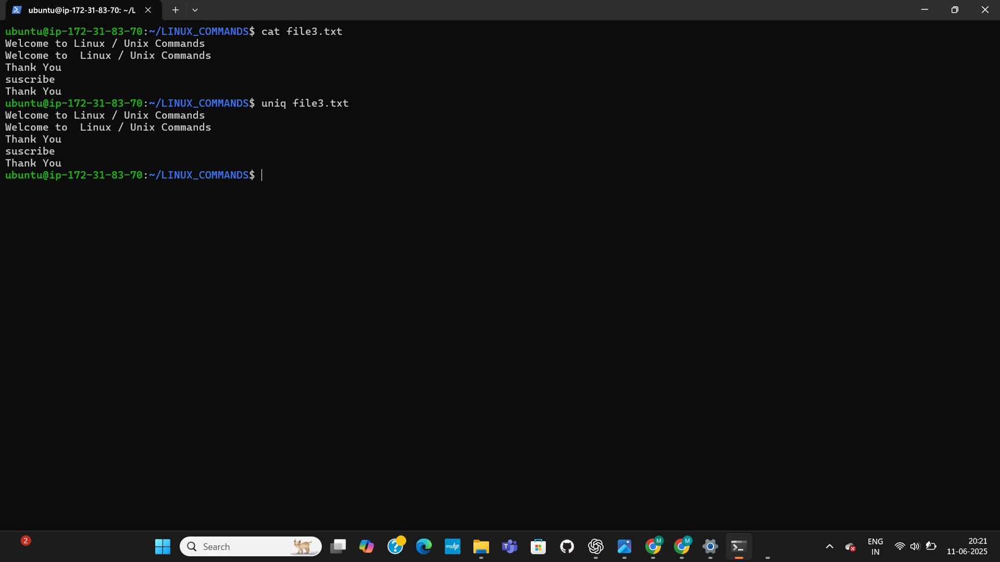 ubuntu@ip-172-31-83-70: ~/L
ubuntu@ip-172-31-83-70:~/LINUX_COMMANDS$ cat file3.txt
Welcome to Linux / Unix Commands
Welcome to  Linux / Unix Commands
Thank You
suscribe
Thank You
ubuntu@ip-172-31-83-70:~/LINUX_COMMANDS$ uniq file3.txt
Welcome to Linux / Unix Commands
Welcome to  Linux / Unix Commands
Thank You
suscribe
Thank You
ubuntu@ip-172-31-83-70:~/LINUX_COMMANDS$
2
Search
myhp
M
M
ENG
IN
20:21
11-06-2025